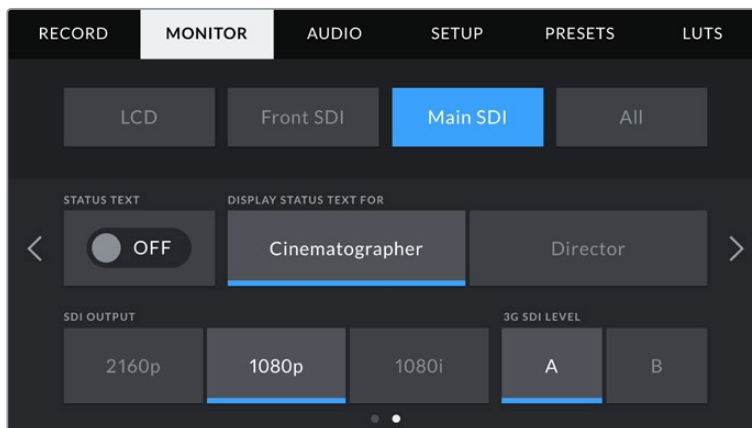 RECORD MONITOR AUDIO SETUP PRESETS LUTS
LCD Front SDI Main SDI All
STATUS TEXT DISPLAY STATUS TEXT FOR
OFF Cinematographer Director
SDI OUTPUT 3G SDI LEVEL
2160p 1080p 1080i A B